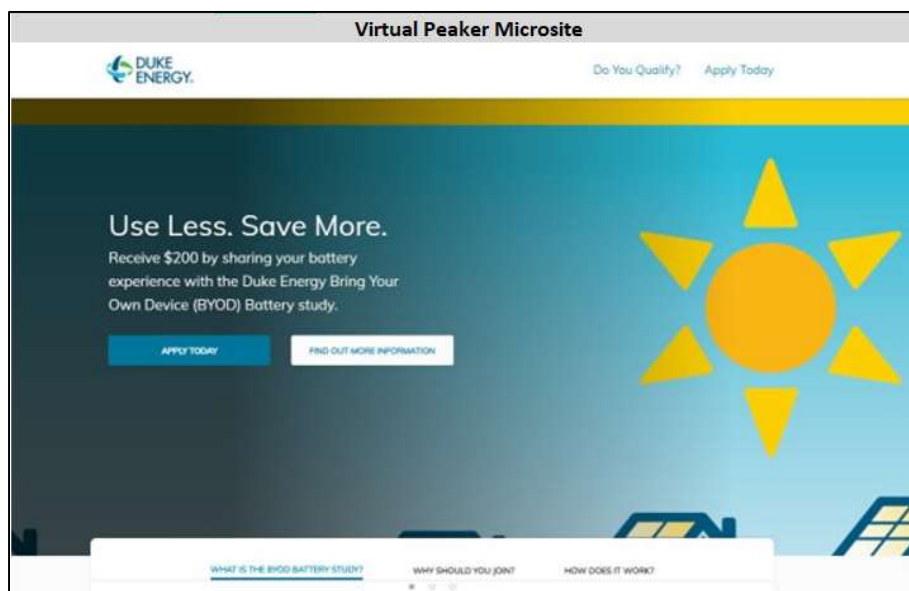 Virtual Peaker Microsite
DUKE
ENERGY.
Do You Qualify? Apply Today
Use Less. Save More.
Receive $200 by sharing your battery
experience with the Duke Energy Bring Your
Own Device (BYOD) Battery study.
APPLY TODAY FIND OUT MORE INFORMATION
WHAT IS THE BYOD BATTERY STUDY? WHY SHOULD YOU JOIN? HOW DOES IT WORK?